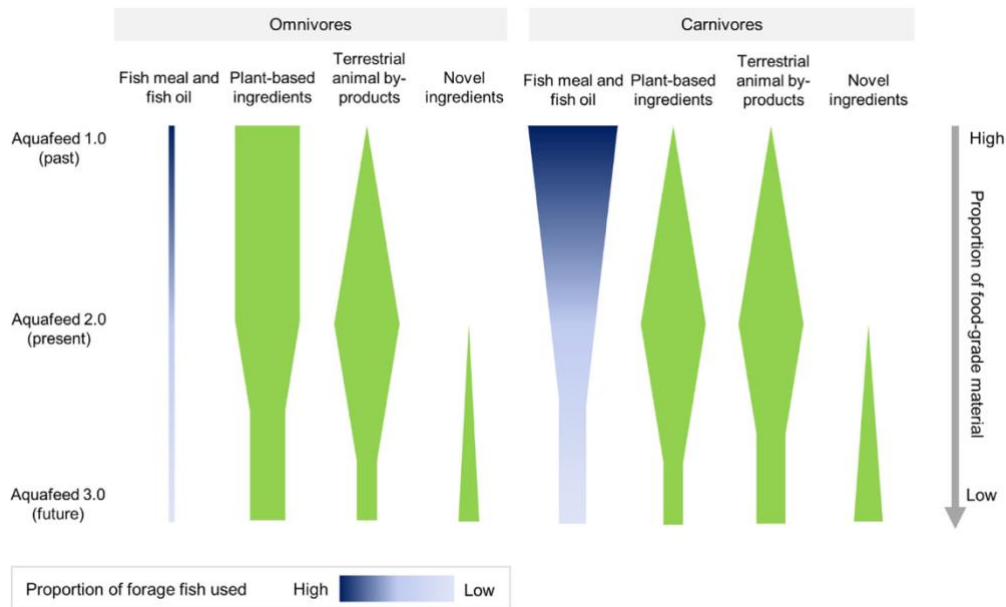 Omnivores
Carnivores
Fish meal and
fish oil
Plant-based
ingredients
Terrestrial
animal by-
products
Novel
ingredients
Fish meal and
fish oil
Plant-based
ingredients
Terrestrial
animal by-
products
Novel
ingredients
Aquafeed 1.0
(past)
High
Aquafeed 2.0
(present)
Proportion of food-grade
material
Aquafeed 3.0
(future)
Low
Proportion of forage fish used
High
Low